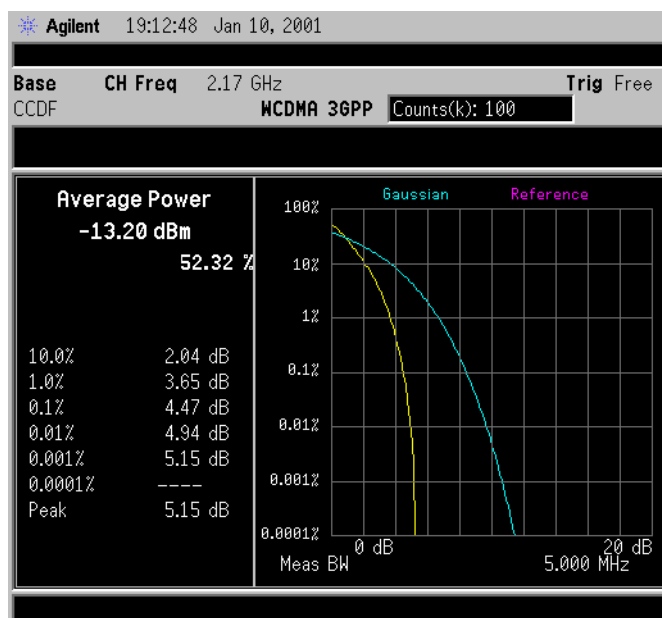 Agilent 19:12:48 Jan 10, 2001
Base CH Freq 2.17 GHz Trig Free
CCDF WCDMA 3GPP Counts(k): 100
Average Power
-13.20 dBm
52.32 %
10.0% 2.04 dB
1.0% 3.65 dB
0.1% 4.47 dB
0.01% 4.94 dB
0.001% 5.15 dB
0.0001% ----
Peak 5.15 dB
Gaussian Reference
100%
10%
1%
0.1%
0.01%
0.001%
0.0001%
0 dB 20 dB
Meas BW 5.000 MHz